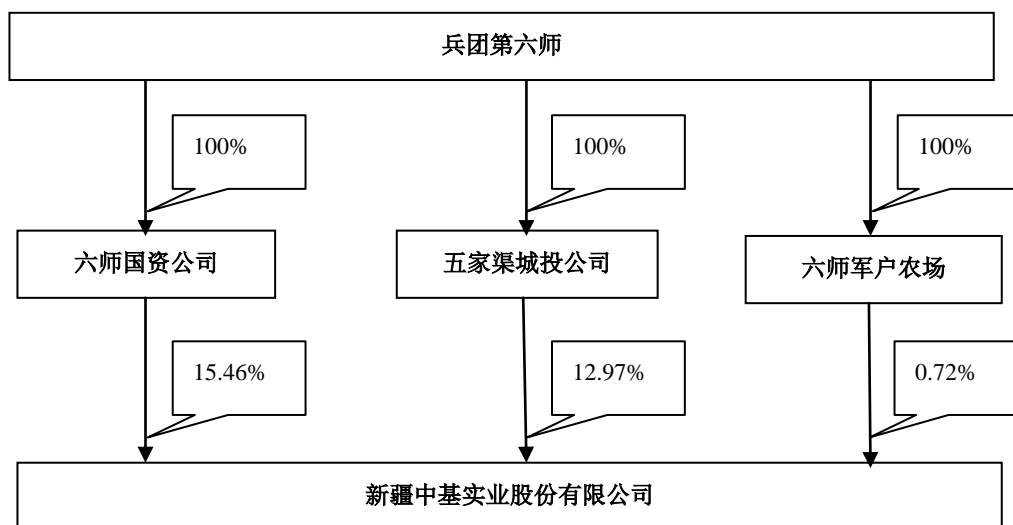 兵团第六师
100%
100%
100%
六师国资公司
五家渠城投公司
六师军户农场
15.46%
12.97%
0.72%
新疆中基实业股份有限公司